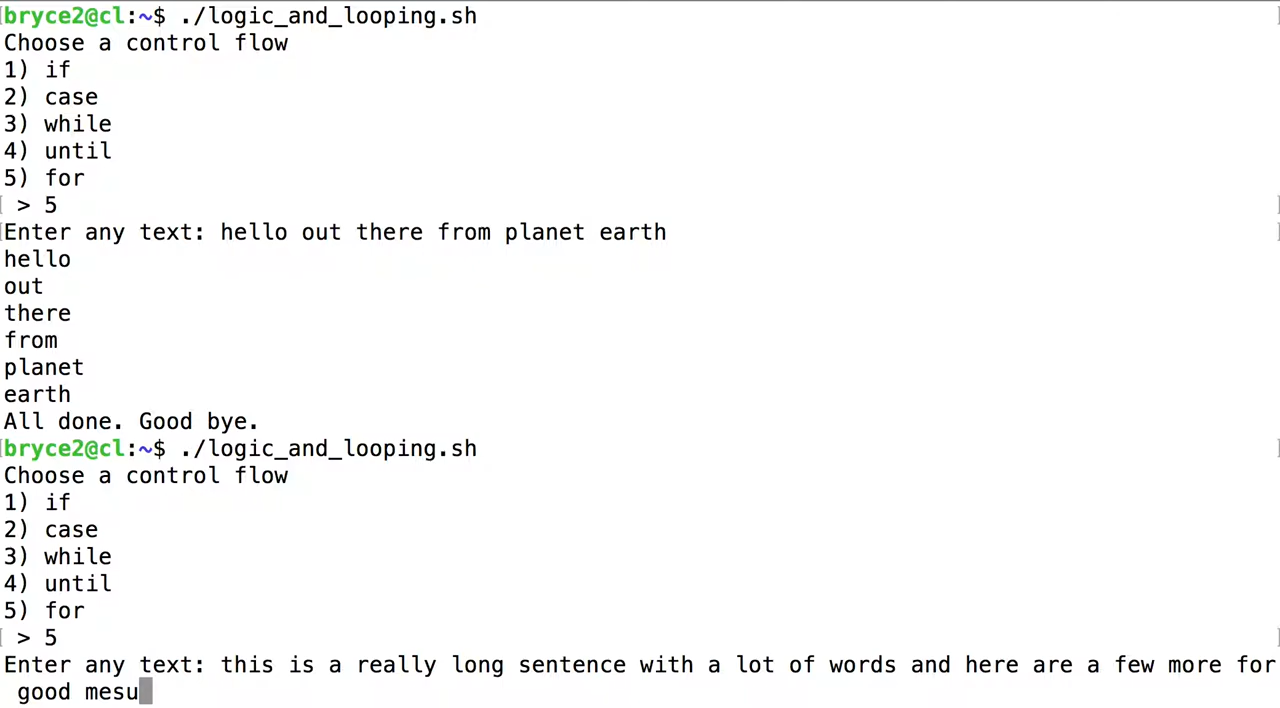 bryce2@cl:~$ ./logic_and_looping.sh
Choose a control flow
1) if
2) case
3) while
4) until
5) for
 > 5
Enter any text: hello out there from planet earth
hello
out
there
from
planet
earth
All done. Good bye.
bryce2@cl:~$ ./logic_and_looping.sh
Choose a control flow
1) if
2) case
3) while
4) until
5) for
 > 5
Enter any text: this is a really long sentence with a lot of words and here are a few more for
 good mesu